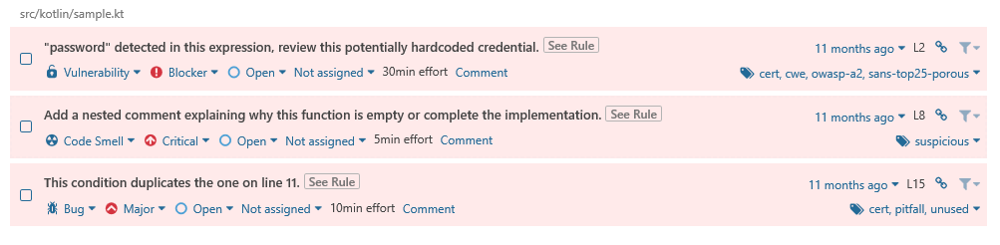 src/kotlin/sample.kt
"password" detected in this expression, review this potentially hardcoded credential. See Rule 11 months ago L2
Vulnerability Blocker Open Not assigned 30min effort Comment cert, cwe, owasp-a2, sans-top25-porous
Add a nested comment explaining why this function is empty or complete the implementation. See Rule 11 months ago L8
Code Smell Critical Open Not assigned 5min effort Comment suspicious
This condition duplicates the one on line 11. See Rule 11 months ago L15
Bug Major Open Not assigned 10min effort Comment cert, pitfall, unused